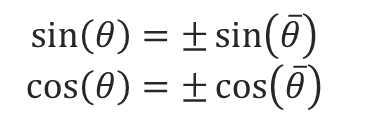 sin(θ) = ± sin(θ̄)
cos(θ) = ± cos(θ̄)